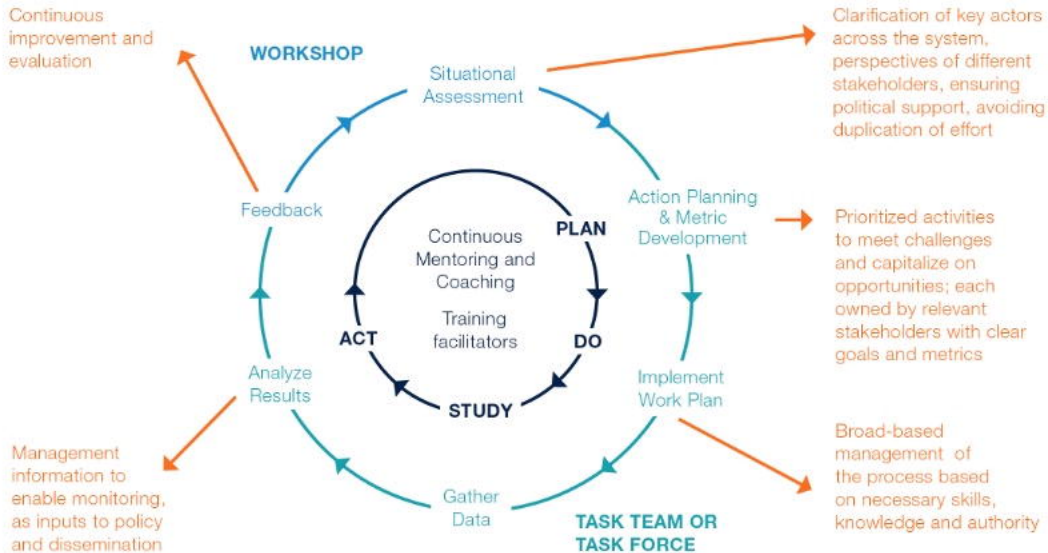 Continuous
improvement and
evaluation
WORKSHOP
Situational
Assessment
Clarification of key actors
across the system,
perspectives of different
stakeholders, ensuring
political support, avoiding
duplication of effort
Feedback
Action Planning
& Metric
Development
Prioritized activities
to meet challenges
and capitalize on
opportunities; each
owned by relevant
stakeholders with clear
goals and metrics
PLAN
Continuous
Mentoring and
Coaching
Training
facilitators
ACT
DO
STUDY
Analyze
Results
Implement
Work Plan
Management
information to
enable monitoring,
as inputs to policy
and dissemination
Gather
Data
TASK TEAM OR
TASK FORCE
Broad-based
management of
the process based
on necessary skills,
knowledge and authority